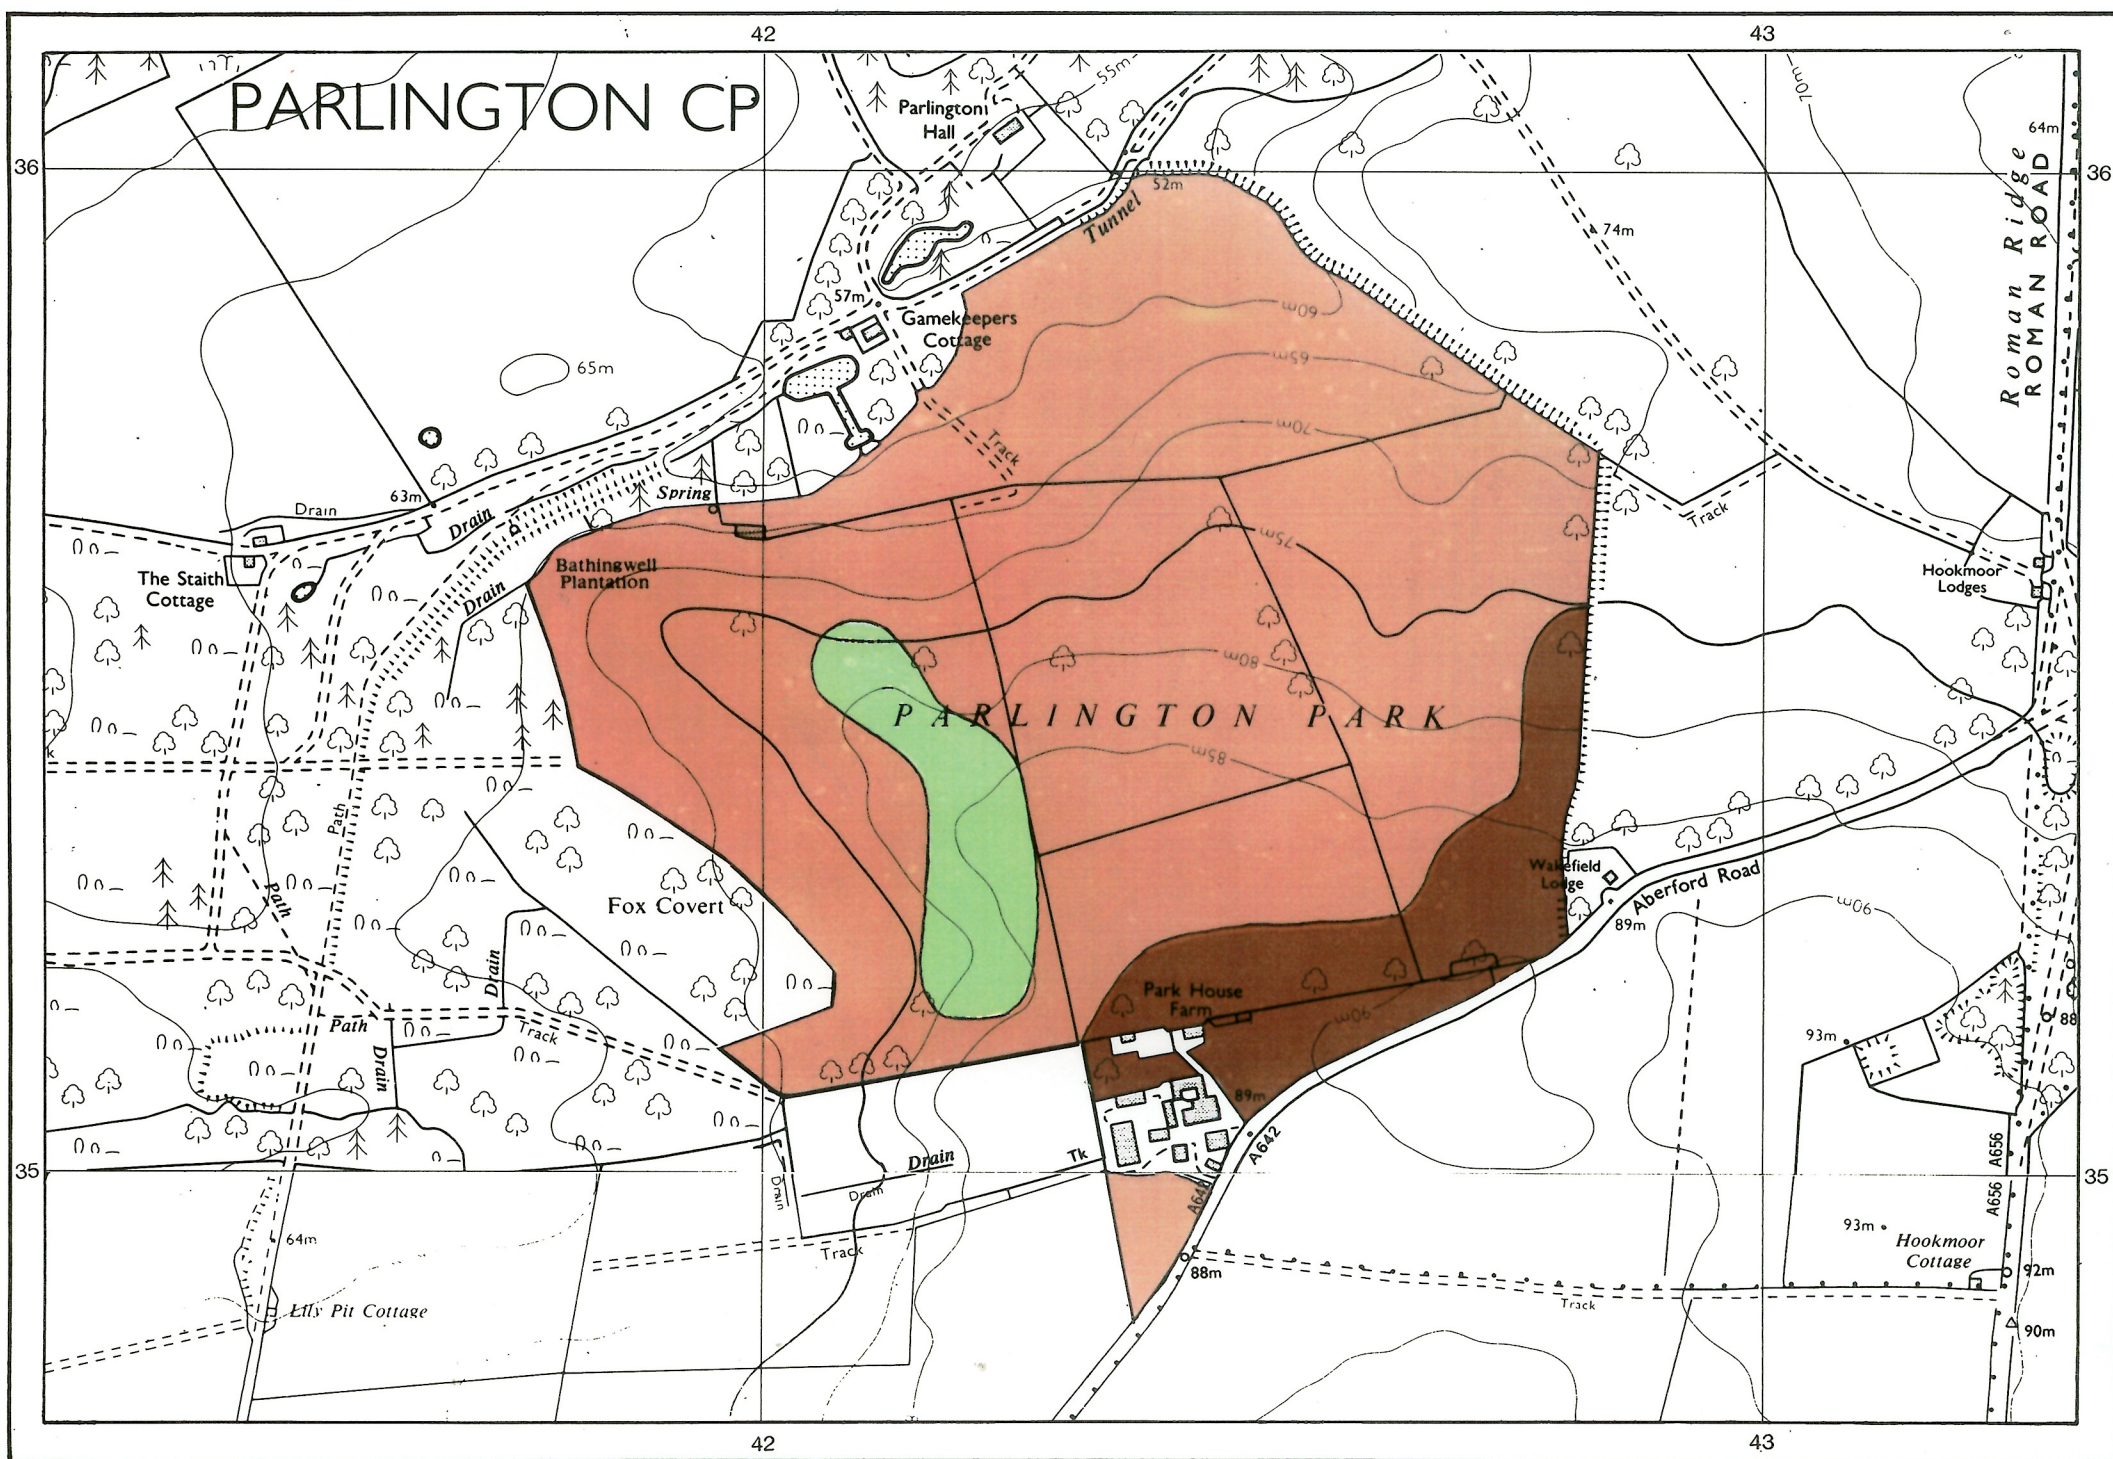 42
43
PARLINGTON CP
55m
70m
Parlington
Hall
64m
36
36
52m
Roman Ridge
ROMAN ROAD
Tunnel
74m
57m
60m
Gamekeepers
Cottage
65m
65m
70m
Track
63m
Spring
Drain
Drain
Track
75m
Bathingwell
Plantation
The Staith
Cottage
Drain
Hookmoor
Lodges
80m
PARLINGTON PARK
85m
k
Path
Wakefield
Lodge
Aberford Road
Path
Fox Covert
90m
89m
Drain
Park House
Farm
90m
Path
Track
88
93m
Drain
89m
A642
A656
Drain
Tk
35
35
Drain
Drain
A642
A656
64m
Track
93m
Hookmoor
Cottage
88m
92m
Track
Lily Pit Cottage
90m
42
43